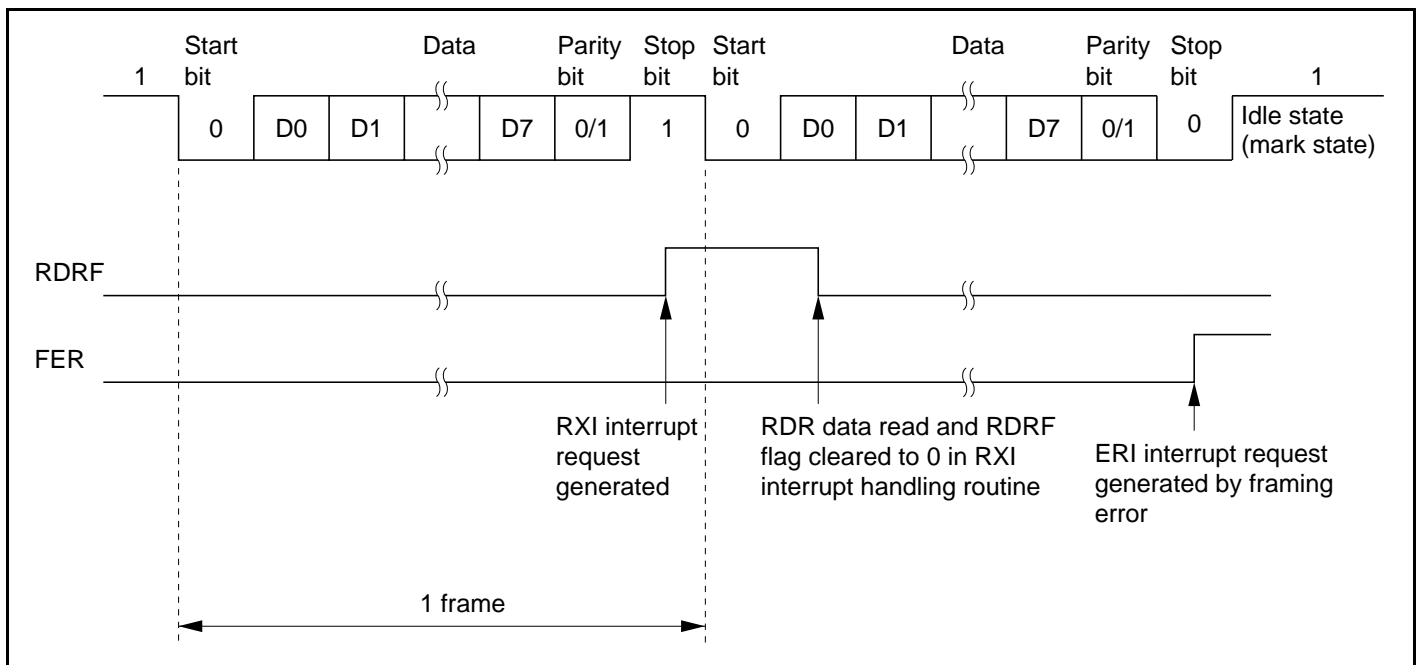 Start Data Parity Stop Start Data Parity Stop
1 bit bit bit bit bit bit 1
0 D0 D1 D7 0/1 1 0 D0 D1 D7 0/1 0 Idle state
(mark state)
RDRF
FER
RXI interrupt
request
generated
RDR data read and RDRF
flag cleared to 0 in RXI
interrupt handling routine
ERI interrupt request
generated by framing
error
1 frame